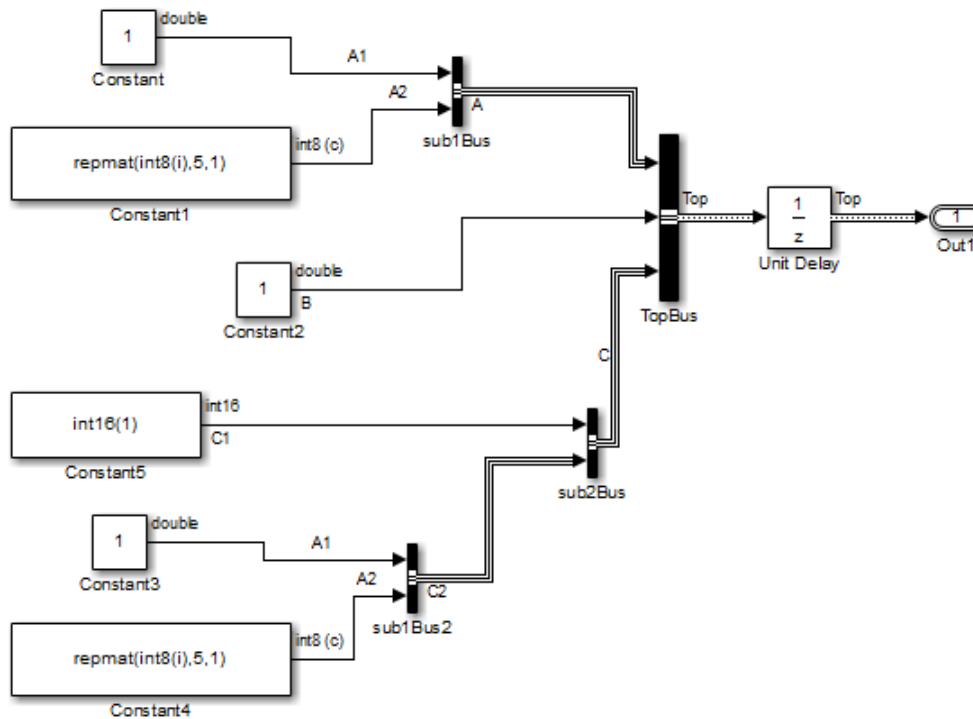 1
double
Constant
A1
A2
A
sub1Bus
repmat(int8(i),5,1)
int8 (c)
Constant1
Top
1
z
Top
1
Unit Delay
Out1
1
double
B
Constant2
TopBus
C
int16(1)
int16
C1
Constant5
sub2Bus
1
double
Constant3
A1
A2
C2
sub1Bus2
repmat(int8(i),5,1)
int8 (c)
Constant4